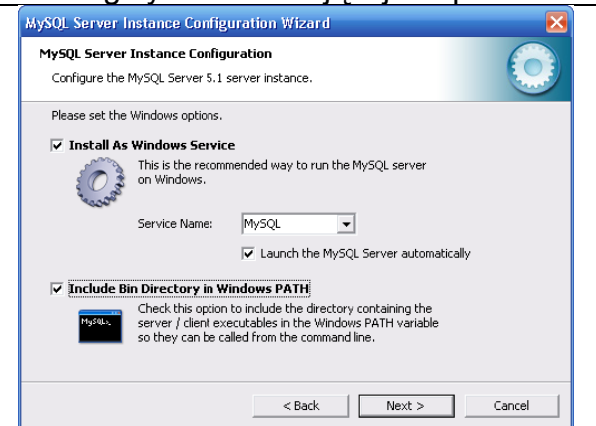 MySQL Server Instance Configuration Wizard
MySQL Server Instance Configuration
Configure the MySQL Server 5.1 server instance.
Please set the Windows options.
Install As Windows Service
This is the recommended way to run the MySQL server
on Windows.
Service Name: MySQL
Launch the MySQL Server automatically
Include Bin Directory in Windows PATH
Check this option to include the directory containing the
server / client executables in the Windows PATH variable
so they can be called from the command line.
MySQL>_
< Back Next > Cancel